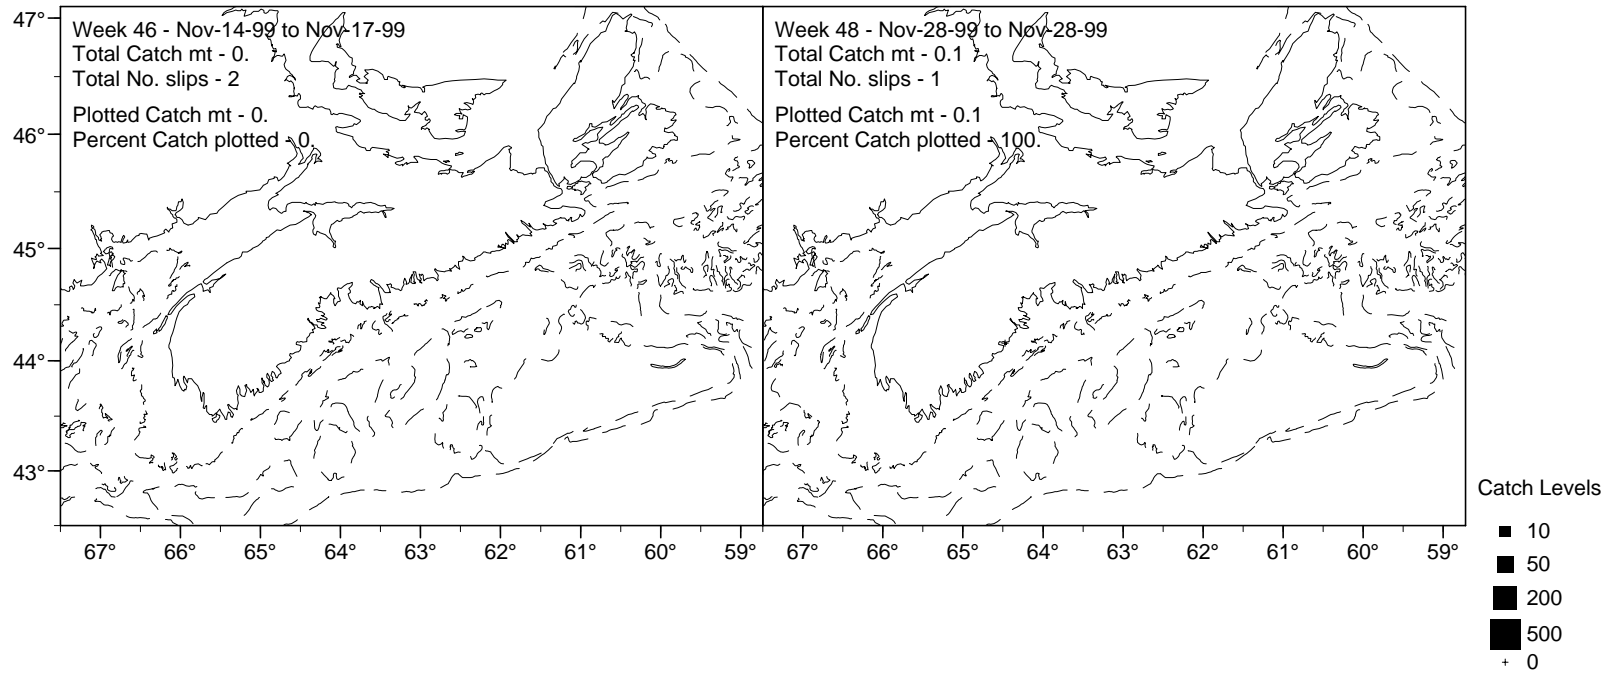 Week 46 - Nov-14-99 to Nov-17-99
Total Catch mt - 0.
Total No. slips - 2
Plotted Catch mt - 0.
Percent Catch plotted - 0.
Week 48 - Nov-28-99 to Nov-28-99
Total Catch mt - 0.1
Total No. slips - 1
Plotted Catch mt - 0.1
Percent Catch plotted - 100.
47°
46°
45°
44°
43°
67° 66° 65° 64° 63° 62° 61° 60° 59°
67° 66° 65° 64° 63° 62° 61° 60° 59°
Catch Levels
10
50
200
500
0